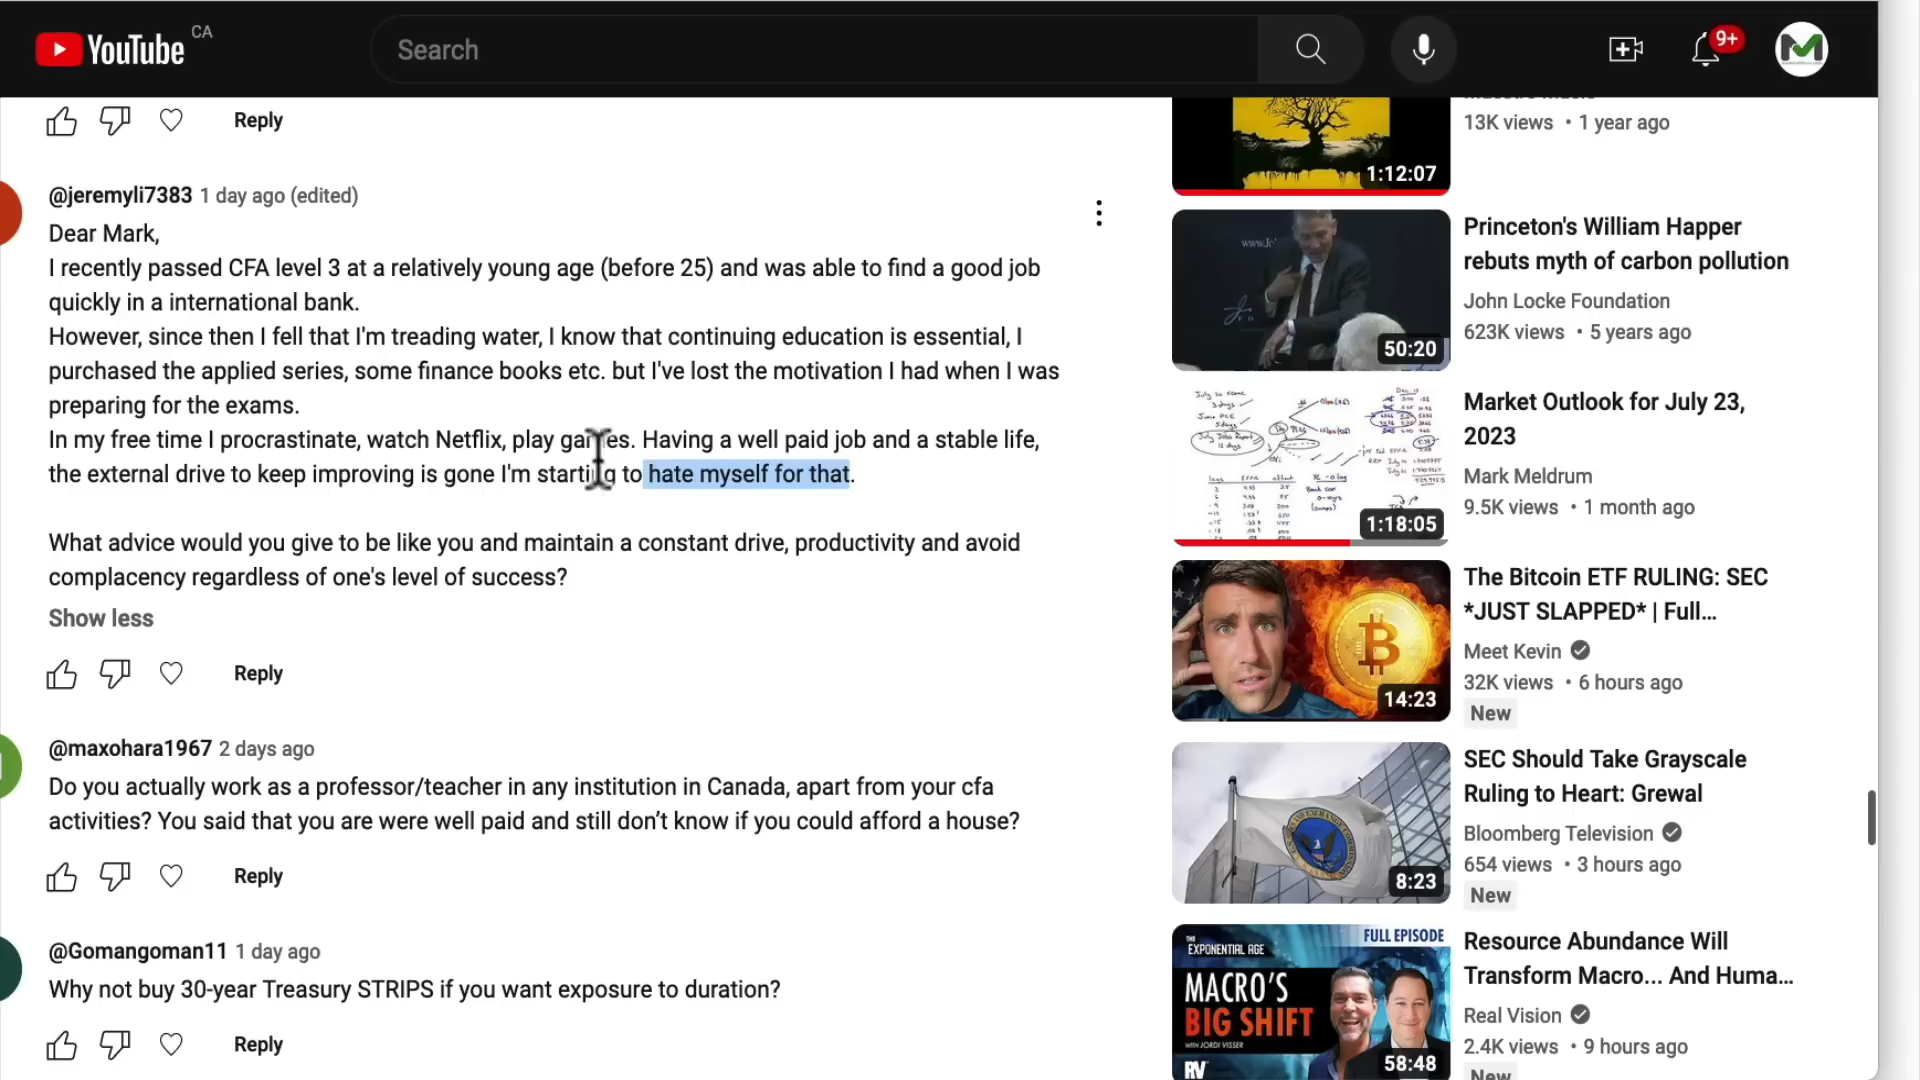 YouTube CA
Search
9+
Reply
@jeremyli7383 1 day ago (edited)
Dear Mark,
I recently passed CFA level 3 at a relatively young age (before 25) and was able to find a good job
quickly in a international bank.
However, since then I fell that I'm treading water, I know that continuing education is essential, I
purchased the applied series, some finance books etc. but I've lost the motivation I had when I was
preparing for the exams.
In my free time I procrastinate, watch Netflix, play games. Having a well paid job and a stable life,
the external drive to keep improving is gone I'm starting to hate myself for that.
What advice would you give to be like you and maintain a constant drive, productivity and avoid
complacency regardless of one's level of success?
Show less
Reply
@maxohara1967 2 days ago
Do you actually work as a professor/teacher in any institution in Canada, apart from your cfa
activities? You said that you are were well paid and still don’t know if you could afford a house?
Reply
@Gomangoman11 1 day ago
Why not buy 30-year Treasury STRIPS if you want exposure to duration?
Reply
1:12:07
13K views • 1 year ago
50:20
Princeton's William Happer
rebuts myth of carbon pollution
John Locke Foundation
623K views • 5 years ago
1:18:05
Market Outlook for July 23,
2023
Mark Meldrum
9.5K views • 1 month ago
14:23
The Bitcoin ETF RULING: SEC
*JUST SLAPPED* | Full...
Meet Kevin
32K views • 6 hours ago
New
8:23
SEC Should Take Grayscale
Ruling to Heart: Grewal
Bloomberg Television
654 views • 3 hours ago
New
THE
EXPONENTIAL AGE
FULL EPISODE
MACRO'S
BIG SHIFT
WITH JORDI VISSER
RV
58:48
Resource Abundance Will
Transform Macro... And Huma...
Real Vision
2.4K views • 9 hours ago
New